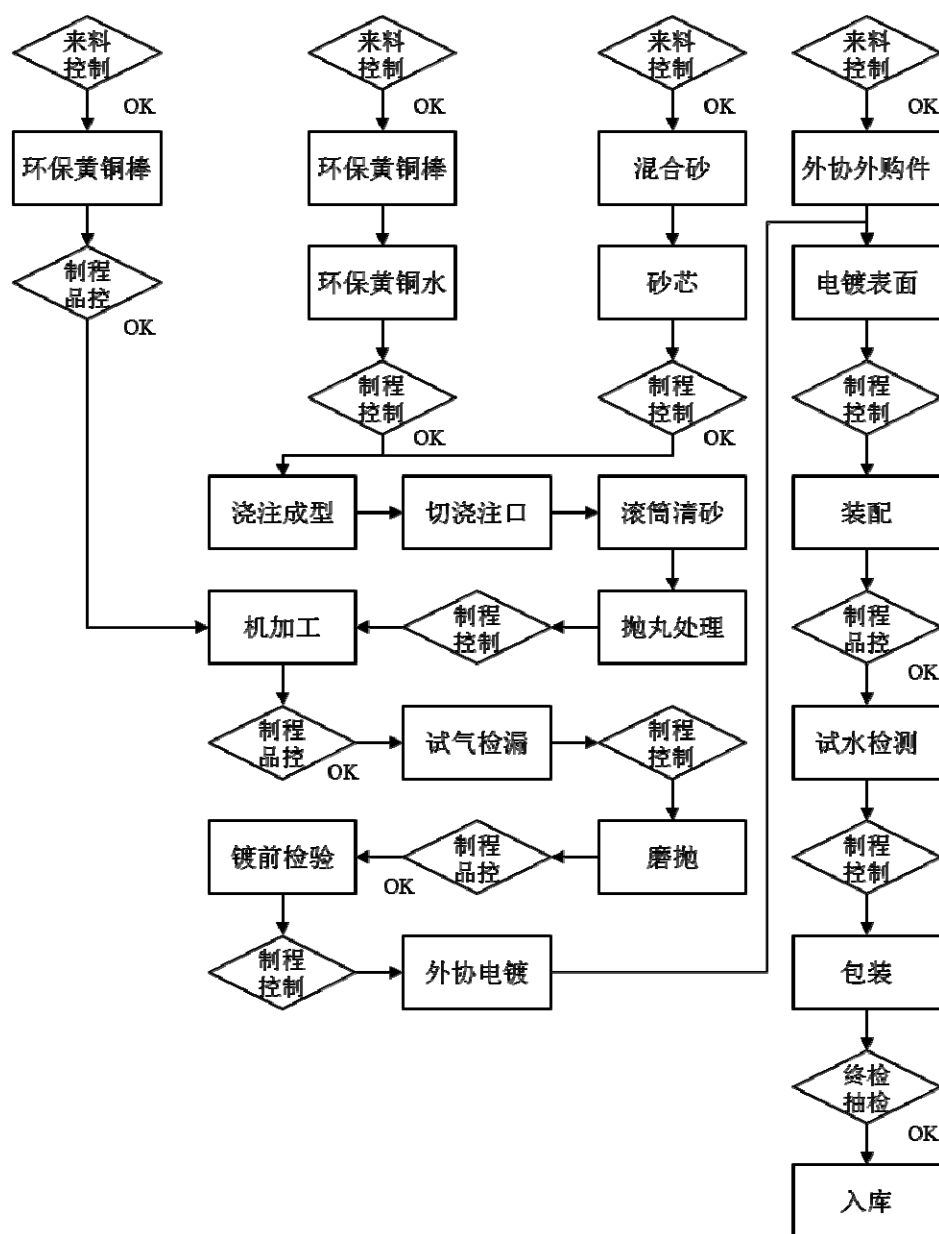 来料
控制
来料
控制
来料
控制
来料
控制
OK
OK
OK
OK
环保黄铜棒
环保黄铜棒
混合砂
外协外购件
制程
品控
OK
环保黄铜水
砂芯
电镀表面
制程
控制
OK
制程
控制
OK
制程
控制
浇注成型
切浇注口
滚筒清砂
装配
机加工
制程
控制
抛丸处理
制程
品控
OK
制程
品控
OK
试气检漏
制程
控制
试水检测
镀前检验
OK
制程
品控
磨抛
制程
控制
制程
控制
外协电镀
包装
终检
抽检
OK
入库